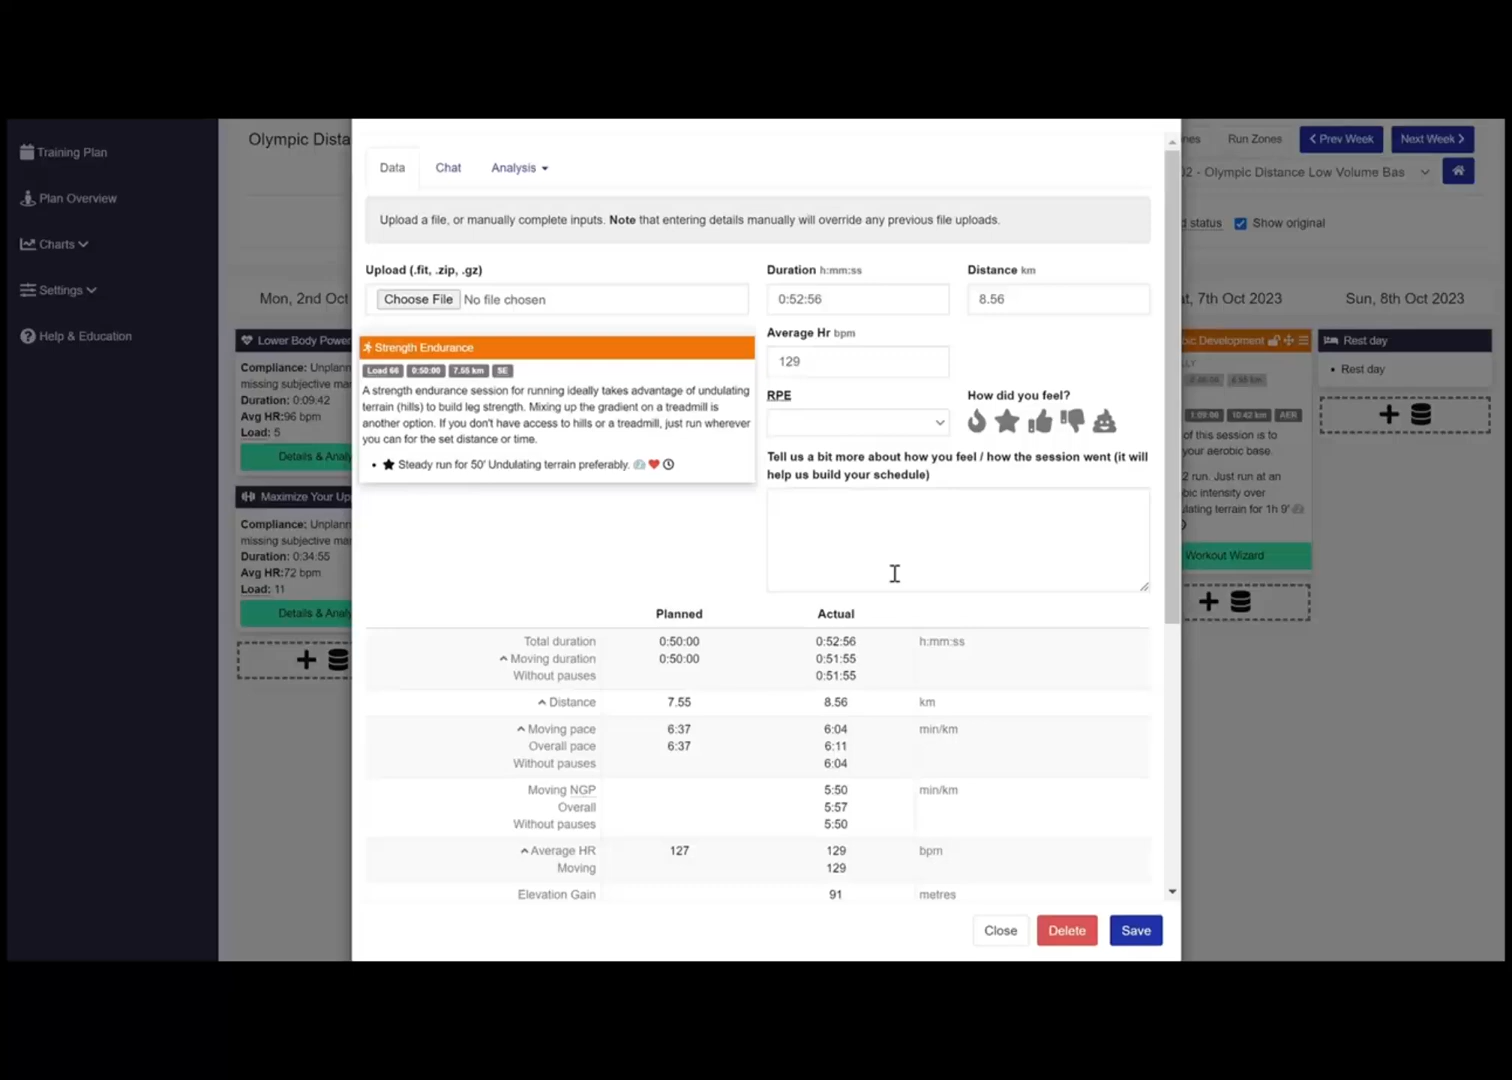 Training Plan
Plan Overview
Charts
Settings
Help & Education
Olympic Dista
Run Zones
Prev Week
Next Week
02 - Olympic Distance Low Volume Bas
d status
Show original
Mon, 2nd Oct
at, 7th Oct 2023
Sun, 8th Oct 2023
Lower Body Power
Compliance: Unplann
missing subjective ma
Duration: 0:09:42
Avg HR:96 bpm
Load: 5
Details & Analy
Maximize Your Up
Compliance: Unplann
missing subjective ma
Duration: 0:34:55
Avg HR:72 bpm
Load: 11
Details & Analy
Data
Chat
Analysis
Upload a file, or manually complete inputs. Note that entering details manually will override any previous file uploads.
Upload (.fit, .zip, .gz)
Choose File No file chosen
Duration h:mm:ss
0:52:56
Distance km
8.56
Average Hr bpm
129
RPE
How did you feel?
Tell us a bit more about how you feel / how the session went (it will
help us build your schedule)
Strength Endurance
Load 66 0:50:00 7.55 km SE
A strength endurance session for running ideally takes advantage of undulating
terrain (hills) to build leg strength. Mixing up the gradient on a treadmill is
another option. If you don't have access to hills or a treadmill, just run wherever
you can for the set distance or time.
Steady run for 50' Undulating terrain preferably.
Planned Actual
Total duration 0:50:00 0:52:56 h:mm:ss
Moving duration 0:50:00 0:51:55
Without pauses 0:51:55
Distance 7.55 8.56 km
Moving pace 6:37 6:04 min/km
Overall pace 6:37 6:11
Without pauses 6:04
Moving NGP 5:50 min/km
Overall 5:57
Without pauses 5:50
Average HR 127 129 bpm
Moving 129
Elevation Gain 91 metres
Close
Delete
Save
bic Development
1:09:06 10:42 km AER
of this session is to
your aerobic base.
2 run. Just run at an
bic intensity over
lating terrain for 1h 9'
Workout Wizard
Rest day
Rest day